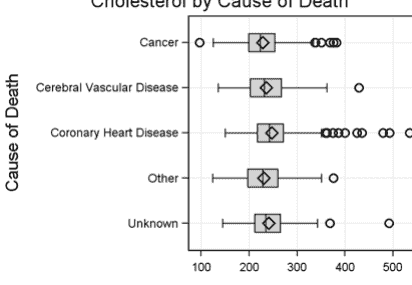 Cholesterol by Cause of Death
Cause of Death
Cancer
Cerebral Vascular Disease
Coronary Heart Disease
Other
Unknown
100 200 300 400 500